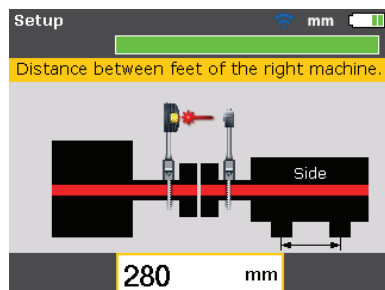 Setup mm
Distance between feet of the right machine.
Side
280 mm